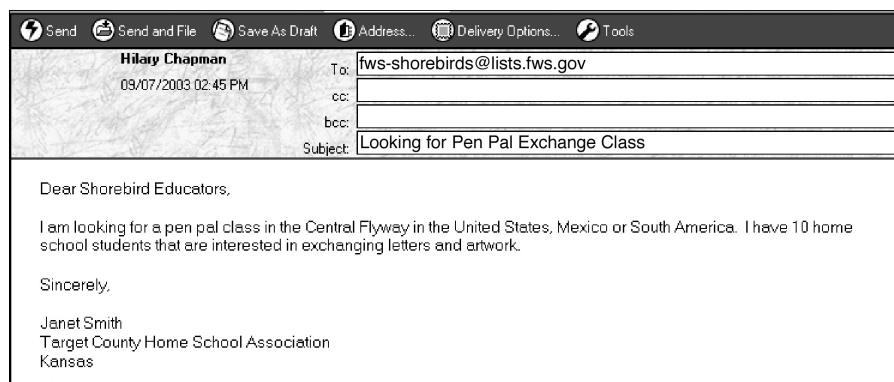 Send Send and File Save As Draft Address... Delivery Options... Tools
Hilary Chapman
09/07/2003 02:45 PM
To: fws-shorebirds@lists.fws.gov
cc:
bcc:
Subject: Looking for Pen Pal Exchange Class
Dear Shorebird Educators,
I am looking for a pen pal class in the Central Flyway in the United States, Mexico or South America. I have 10 home
school students that are interested in exchanging letters and artwork.
Sincerely,
Janet Smith
Target County Home School Association
Kansas